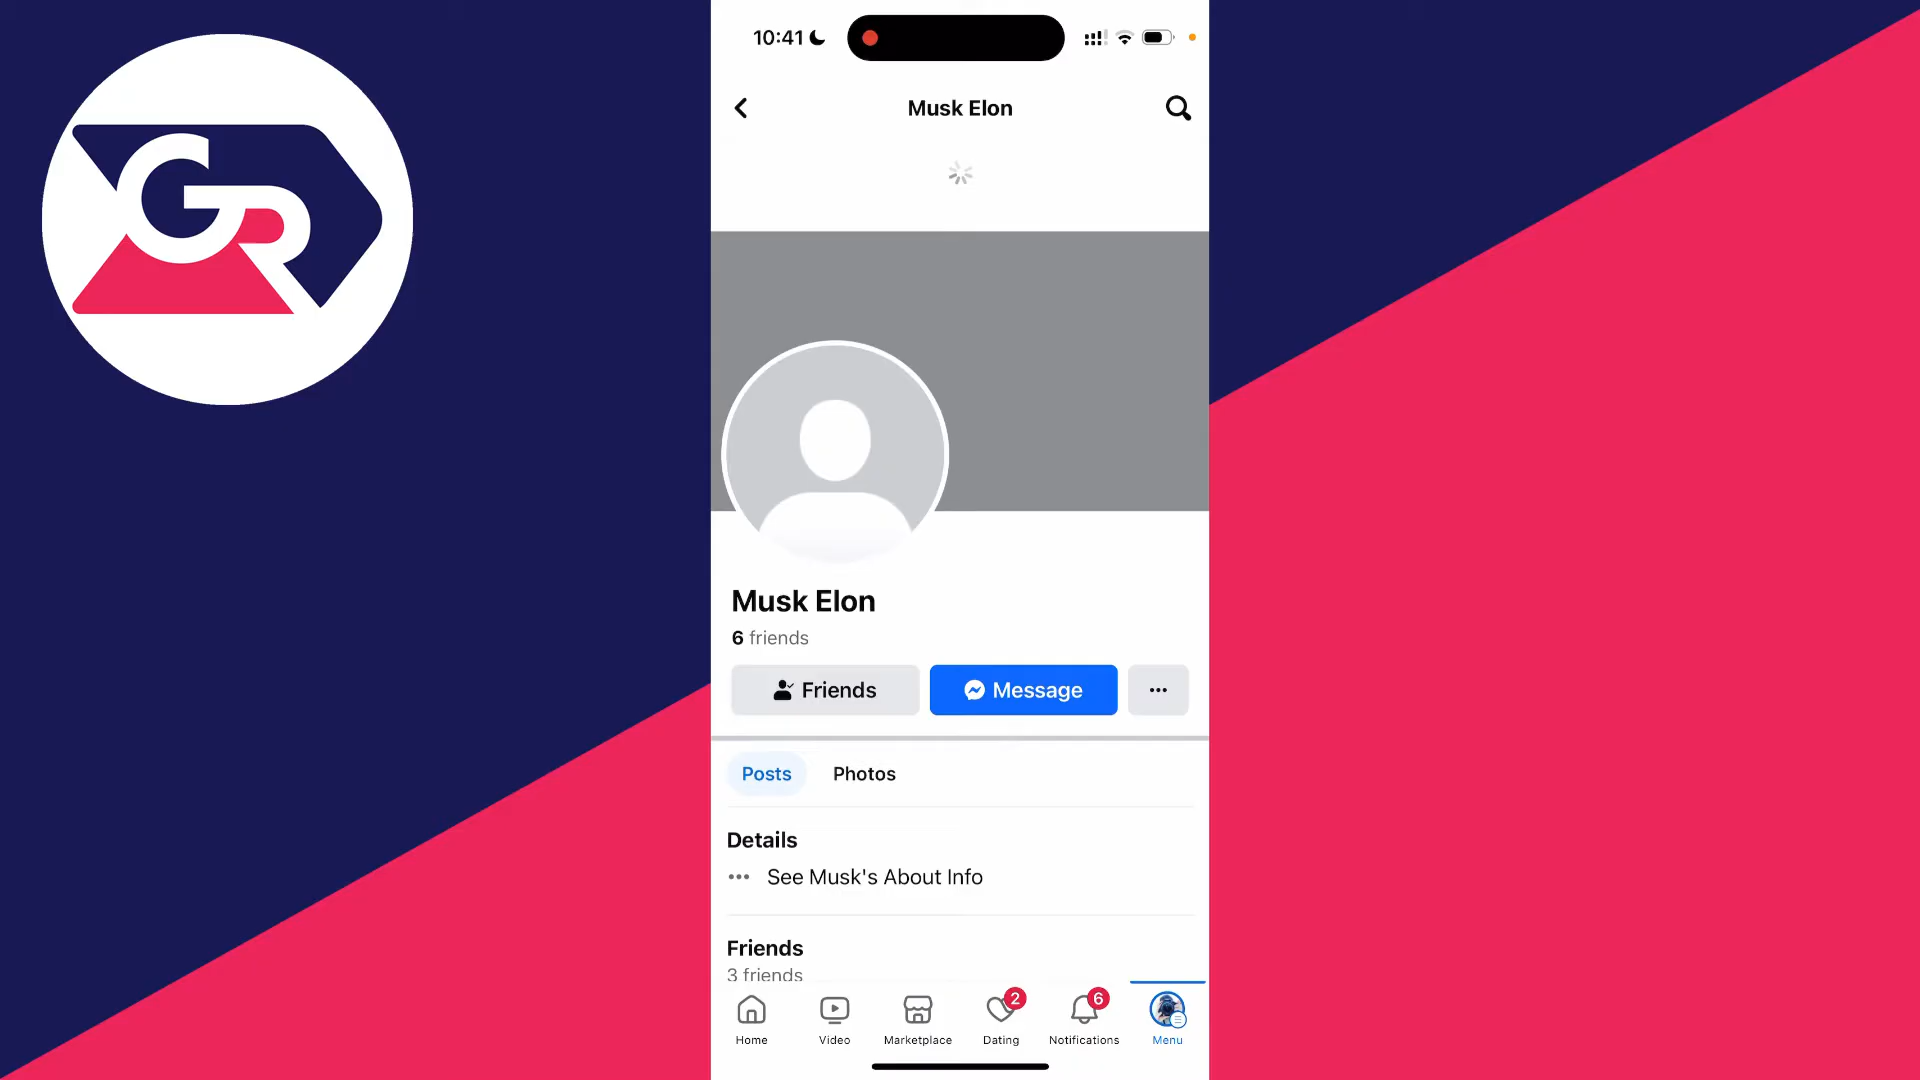 GR
10:41
Musk Elon
Musk Elon
6 friends
Friends
Message
Posts
Photos
Details
See Musk's About Info
Friends
3 friends
2
6
Home
Video
Marketplace
Dating
Notifications
Menu